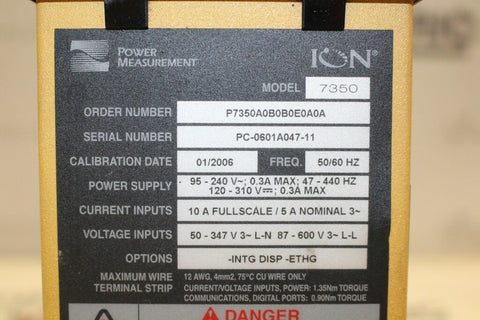 POWER MEASUREMENT ION®
MODEL 7350
ORDER NUMBER P7350A0B0B0E0A0A
SERIAL NUMBER PC-0601A047-11
CALIBRATION DATE 01/2006 FREQ. 50/60 HZ
POWER SUPPLY 95 - 240 V~; 0.3A MAX; 47 - 440 HZ
120 - 310 V⎓; 0.3A MAX
CURRENT INPUTS 10 A FULLSCALE / 5 A NOMINAL 3~
VOLTAGE INPUTS 50 - 347 V 3~ L-N 87 - 600 V 3~ L-L
OPTIONS -INTG DISP -ETHG
MAXIMUM WIRE 12 AWG, 4mm2, 75°C CU WIRE ONLY
TERMINAL STRIP CURRENT/VOLTAGE INPUTS, POWER: 1.35Nm TORQUE
COMMUNICATIONS, DIGITAL PORTS: 0.90Nm TORQUE
DANGER